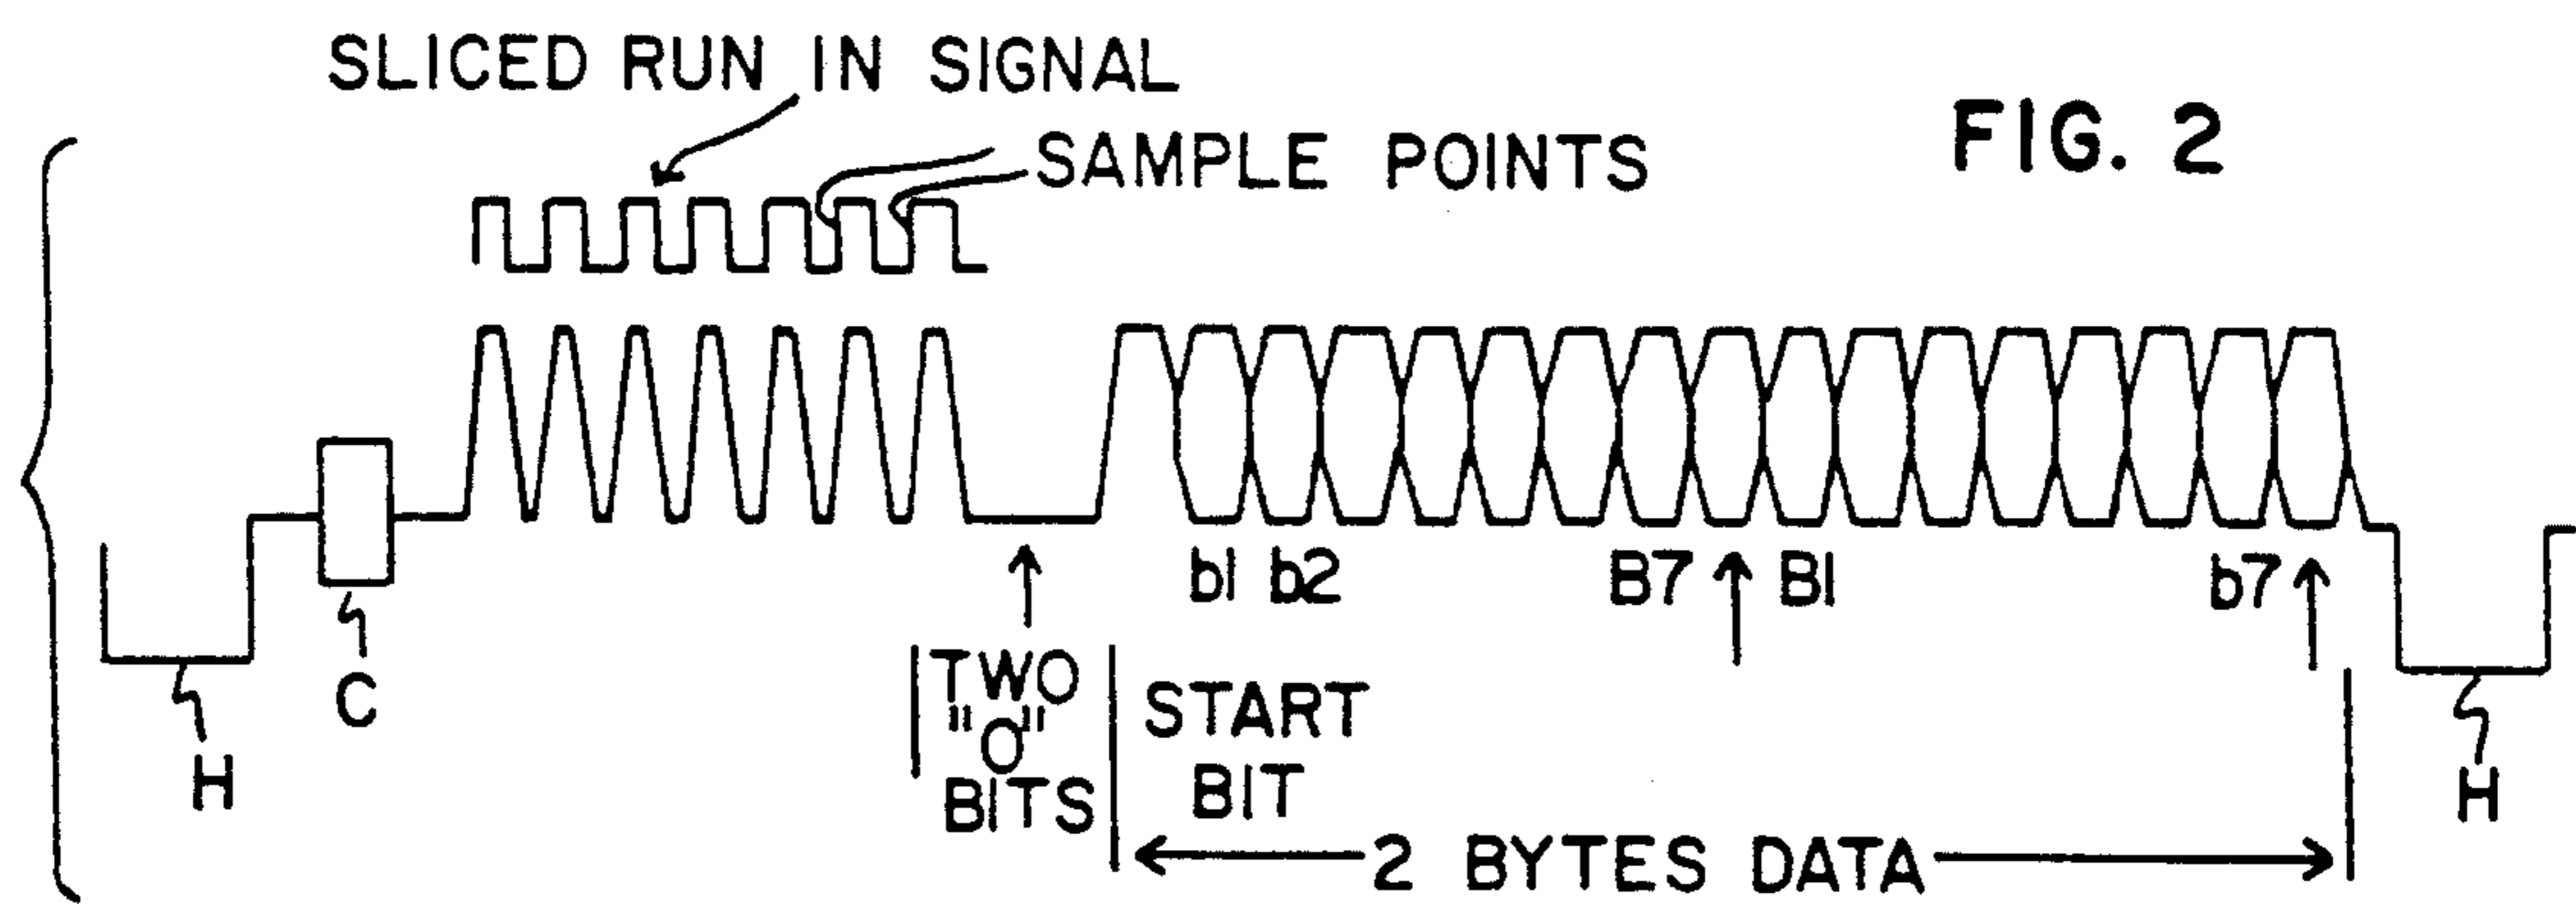 SLICED RUN IN SIGNAL
FIG. 2
SAMPLE POINTS
b1 b2 B7 B1 b7
C
H
TWO
"0"
BITS
START
BIT
H
2 BYTES DATA